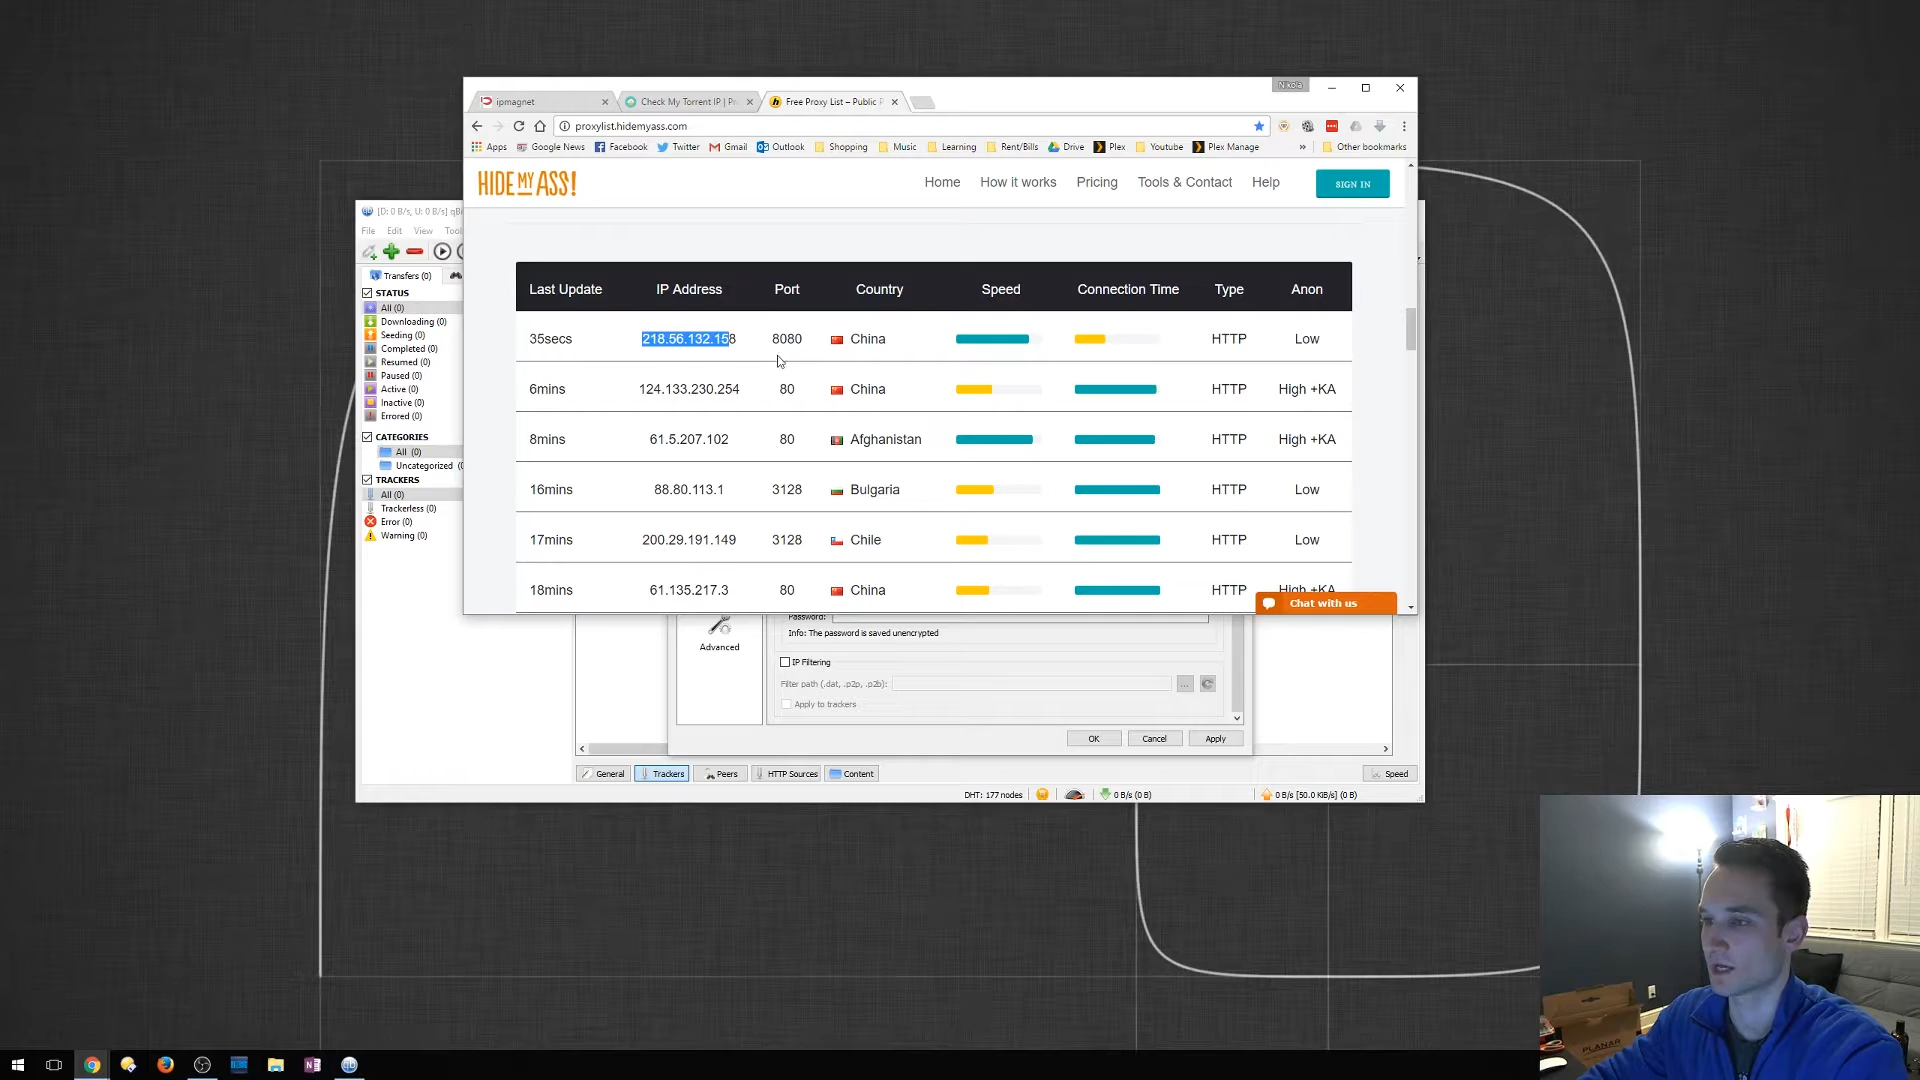 Nikola
ipmagnet
Check My Torrent IP | Pr
Free Proxy List – Public P
proxylist.hidemyass.com
Apps Google News Facebook Twitter Gmail Outlook Shopping Music Learning Rent/Bills Drive Plex Youtube Plex Manage » Other bookmarks
HIDE MY ASS!
Home How it works Pricing Tools & Contact Help SIGN IN
[D: 0 B/s, U: 0 B/s] qBi
File Edit View Tool
Transfers (0)
STATUS
All (0)
Downloading (0)
Seeding (0)
Completed (0)
Resumed (0)
Paused (0)
Active (0)
Inactive (0)
Errored (0)
CATEGORIES
All (0)
Uncategorized (0
TRACKERS
All (0)
Trackerless (0)
Error (0)
Warning (0)
Last Update IP Address Port Country Speed Connection Time Type Anon
35secs 218.56.132.158 8080 China HTTP Low
6mins 124.133.230.254 80 China HTTP High +KA
8mins 61.5.207.102 80 Afghanistan HTTP High +KA
16mins 88.80.113.1 3128 Bulgaria HTTP Low
17mins 200.29.191.149 3128 Chile HTTP Low
18mins 61.135.217.3 80 China HTTP High +KA
Chat with us
Password:
Info: The password is saved unencrypted
Advanced
IP Filtering
Filter path (.dat, .p2p, .p2b): ...
Apply to trackers
OK Cancel Apply
General Trackers Peers HTTP Sources Content Speed
DHT: 177 nodes 0 B/s (0 B) 0 B/s [50.0 KiB/s] (0 B)
PLANAR